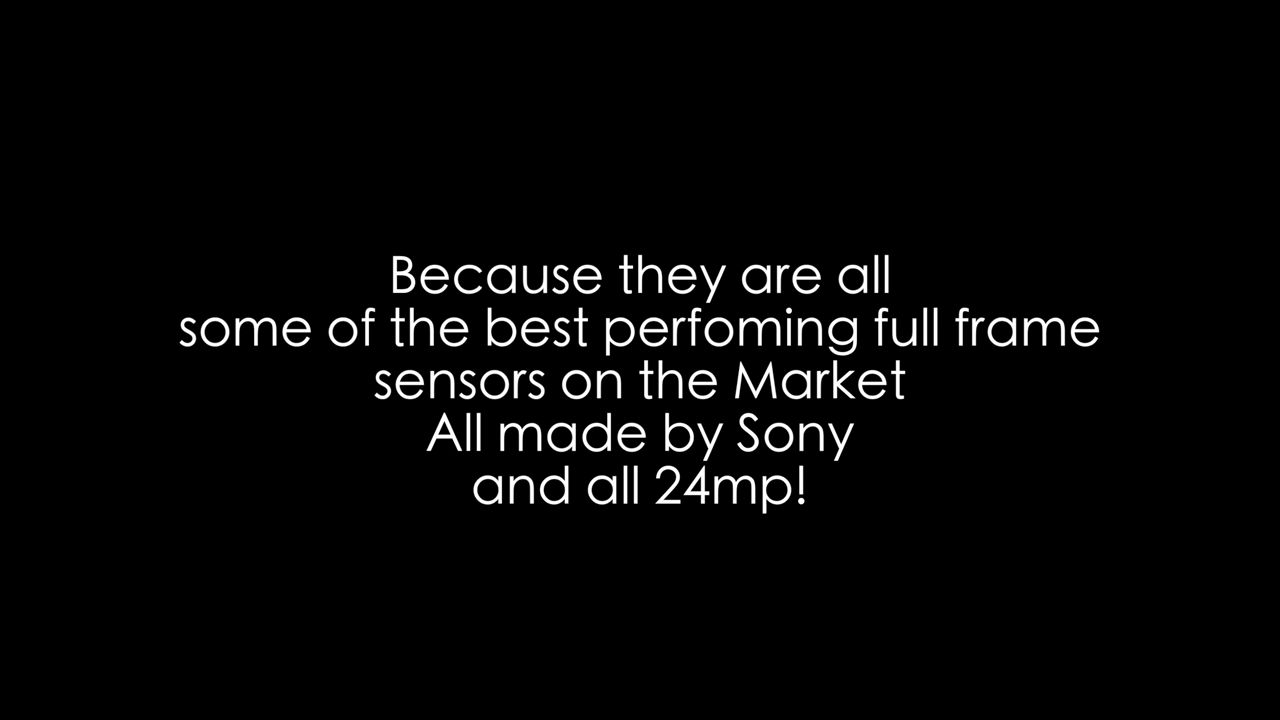 Because they are all
some of the best perfoming full frame
sensors on the Market
All made by Sony
and all 24mp!